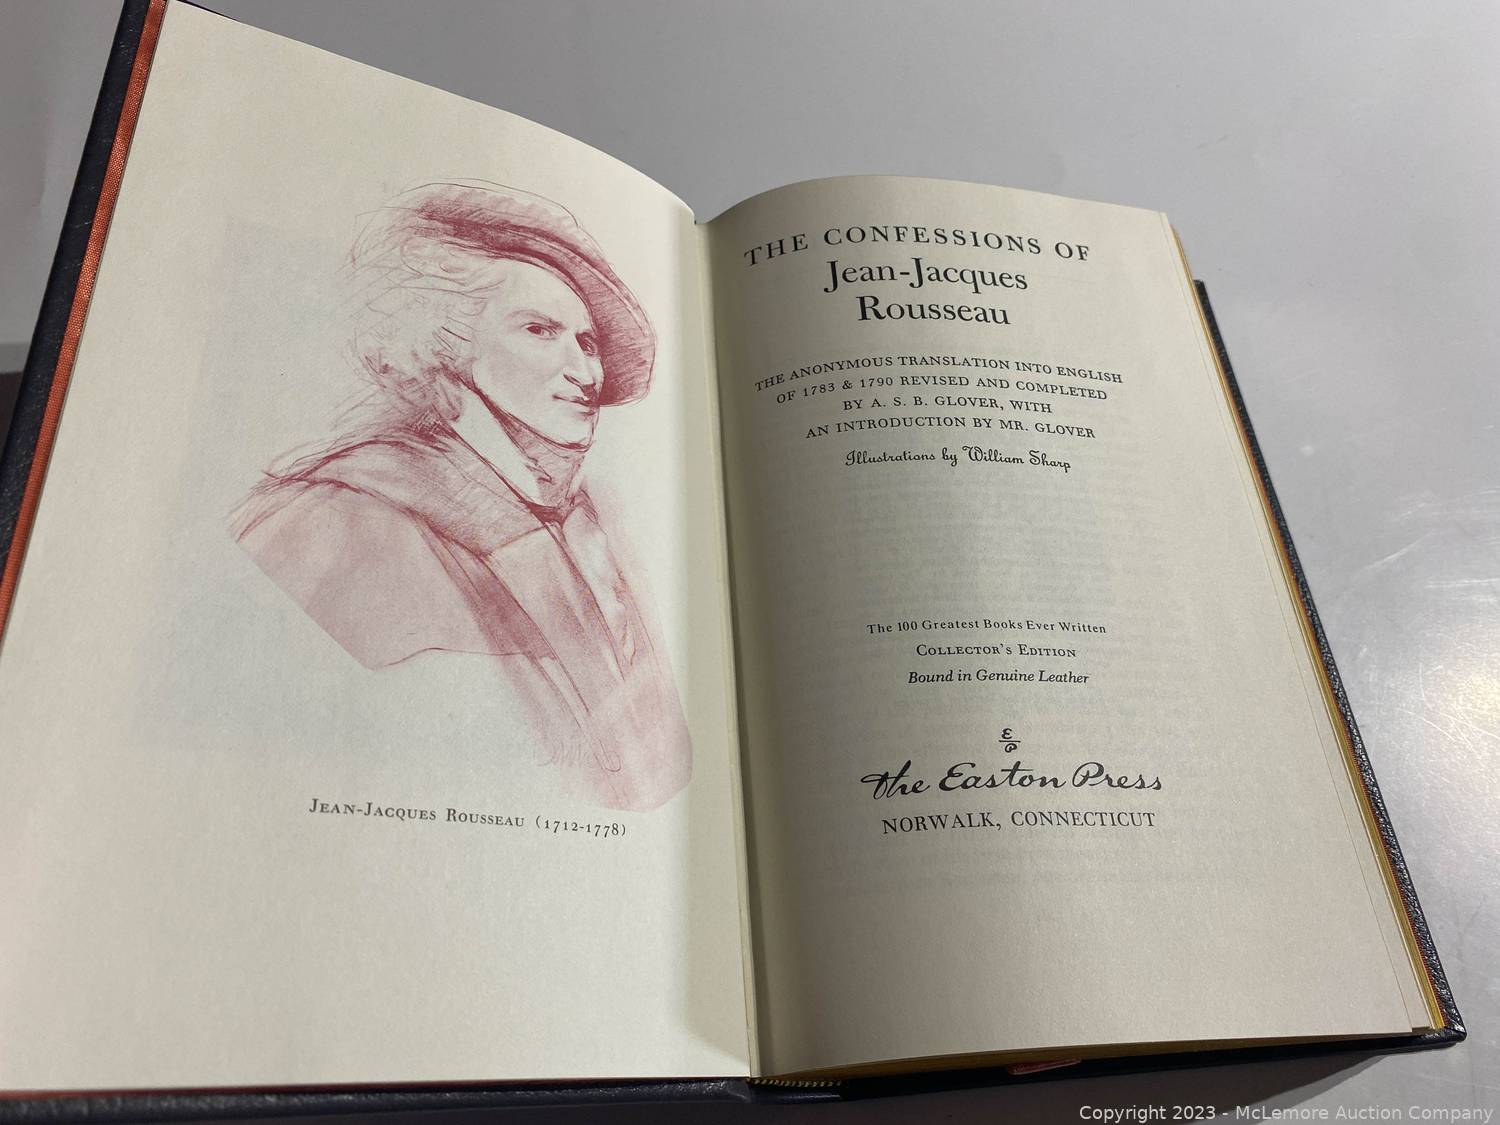 JEAN-JACQUES ROUSSEAU (1712-1778)
THE CONFESSIONS OF
Jean-Jacques
Rousseau
THE ANONYMOUS TRANSLATION INTO ENGLISH
OF 1783 & 1790 REVISED AND COMPLETED
BY A. S. B. GLOVER, WITH
AN INTRODUCTION BY MR. GLOVER
Illustrations by William Sharp
The 100 Greatest Books Ever Written
COLLECTOR'S EDITION
Bound in Genuine Leather
E
P
The Easton Press
NORWALK, CONNECTICUT
Copyright 2023 - McLemore Auction Company